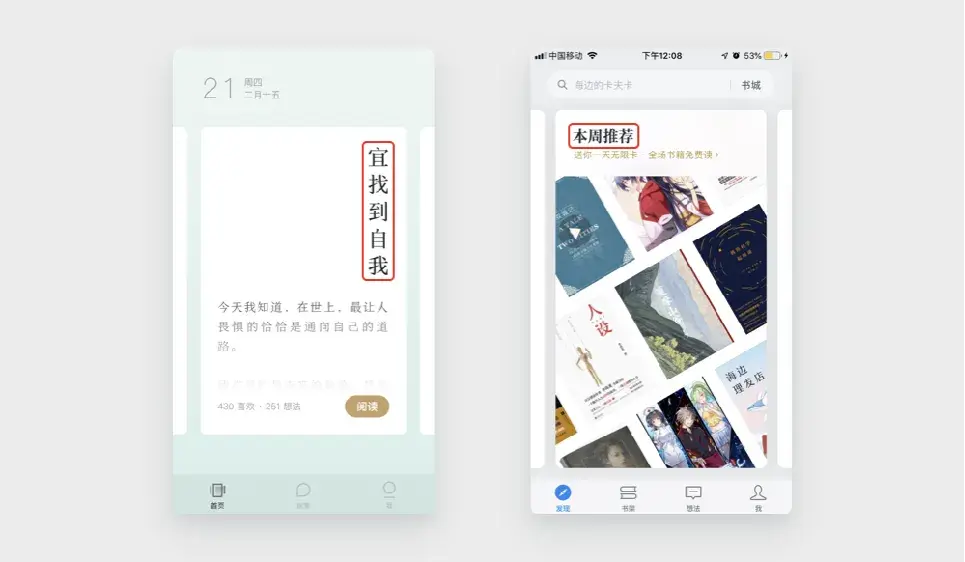 21
周四
二月十五
宜找到自我
今天我知道，在世上，最让人
畏惧的恰恰是通向自己的道
路。
430 喜欢 · 261 想法
阅读
首页
中国移动
下午12:08
53%
每边的卡夫卡
书城
本周推荐
送你一天无限卡 全场书籍免费读 ›
A TALE
TWO CITIES
人设
海边
理发店
发现
书架
想法
我